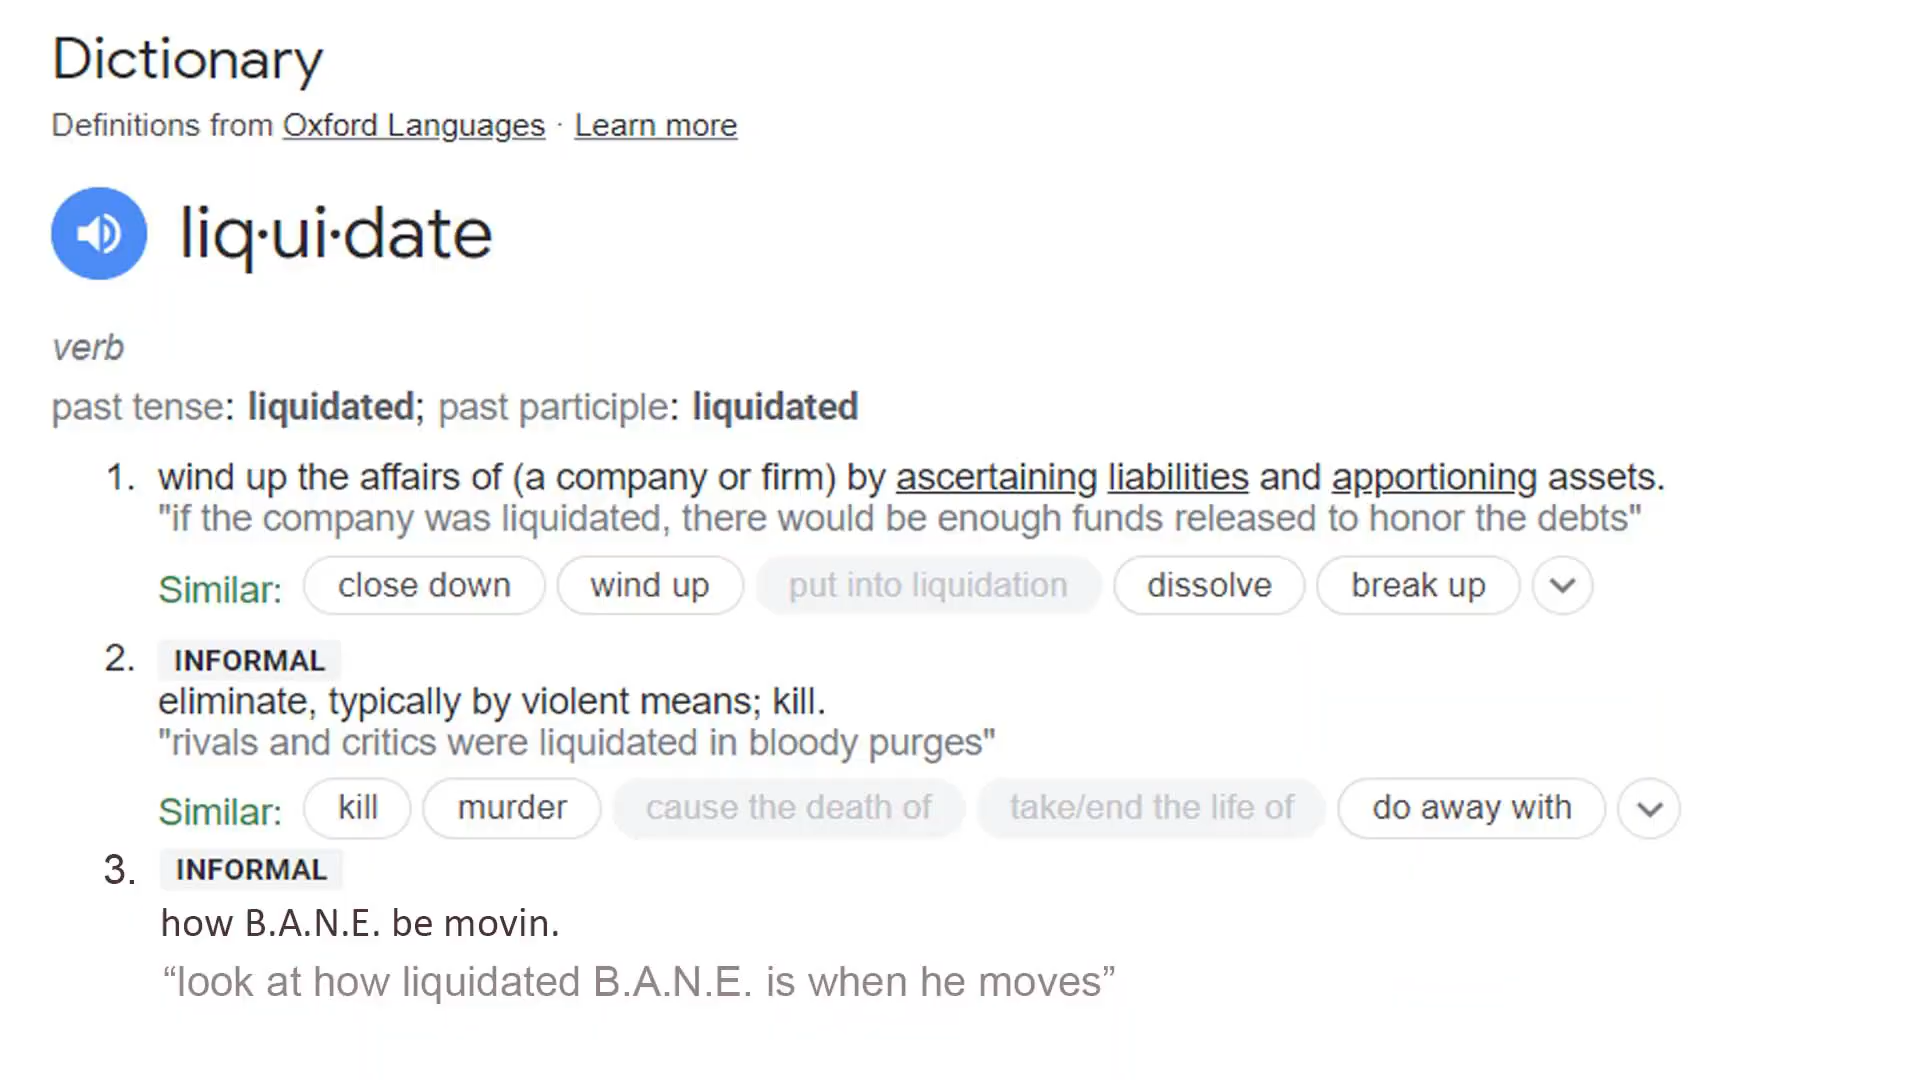 Dictionary
Definitions from Oxford Languages · Learn more
liq·ui·date
verb
past tense: liquidated; past participle: liquidated
1. wind up the affairs of (a company or firm) by ascertaining liabilities and apportioning assets.
"if the company was liquidated, there would be enough funds released to honor the debts"
Similar: close down wind up put into liquidation dissolve break up
2. INFORMAL
eliminate, typically by violent means; kill.
"rivals and critics were liquidated in bloody purges"
Similar: kill murder cause the death of take/end the life of do away with
3. INFORMAL
how B.A.N.E. be movin.
“look at how liquidated B.A.N.E. is when he moves”